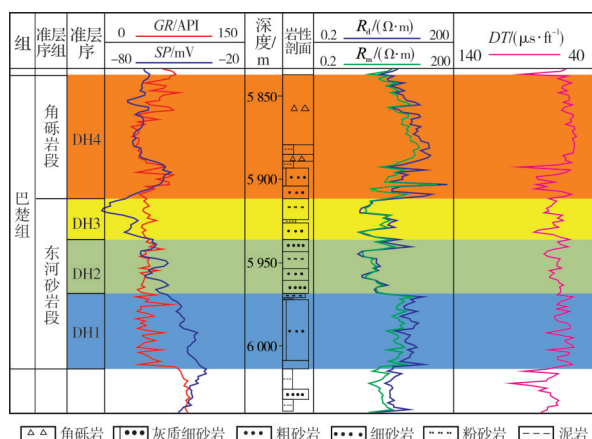 组
准层序组
准层序
0 GR/API 150
-80 SP/mV -20
深度/m
岩性剖面
0.2 Rd/(Ω·m) 200
0.2 Rm/(Ω·m) 200
DT/(μs·ft⁻¹)
140 40
巴楚组
角砾岩段
东河砂岩段
DH4
DH3
DH2
DH1
5 850
5 900
5 950
6 000
角砾岩 灰质细砂岩 粗砂岩 细砂岩 粉砂岩 泥岩